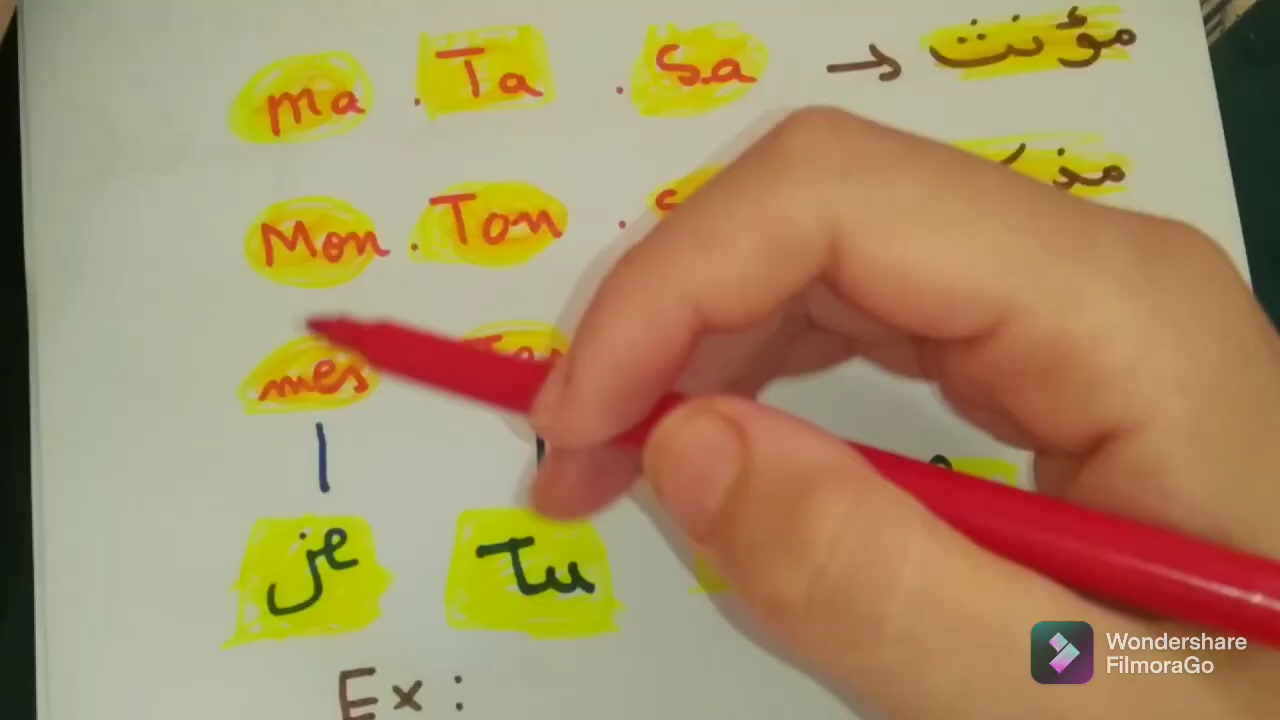 ma . Ta . Sa → مؤنث
Mon . Ton .
mes
je Tu
Ex :
Wondershare
FilmoraGo